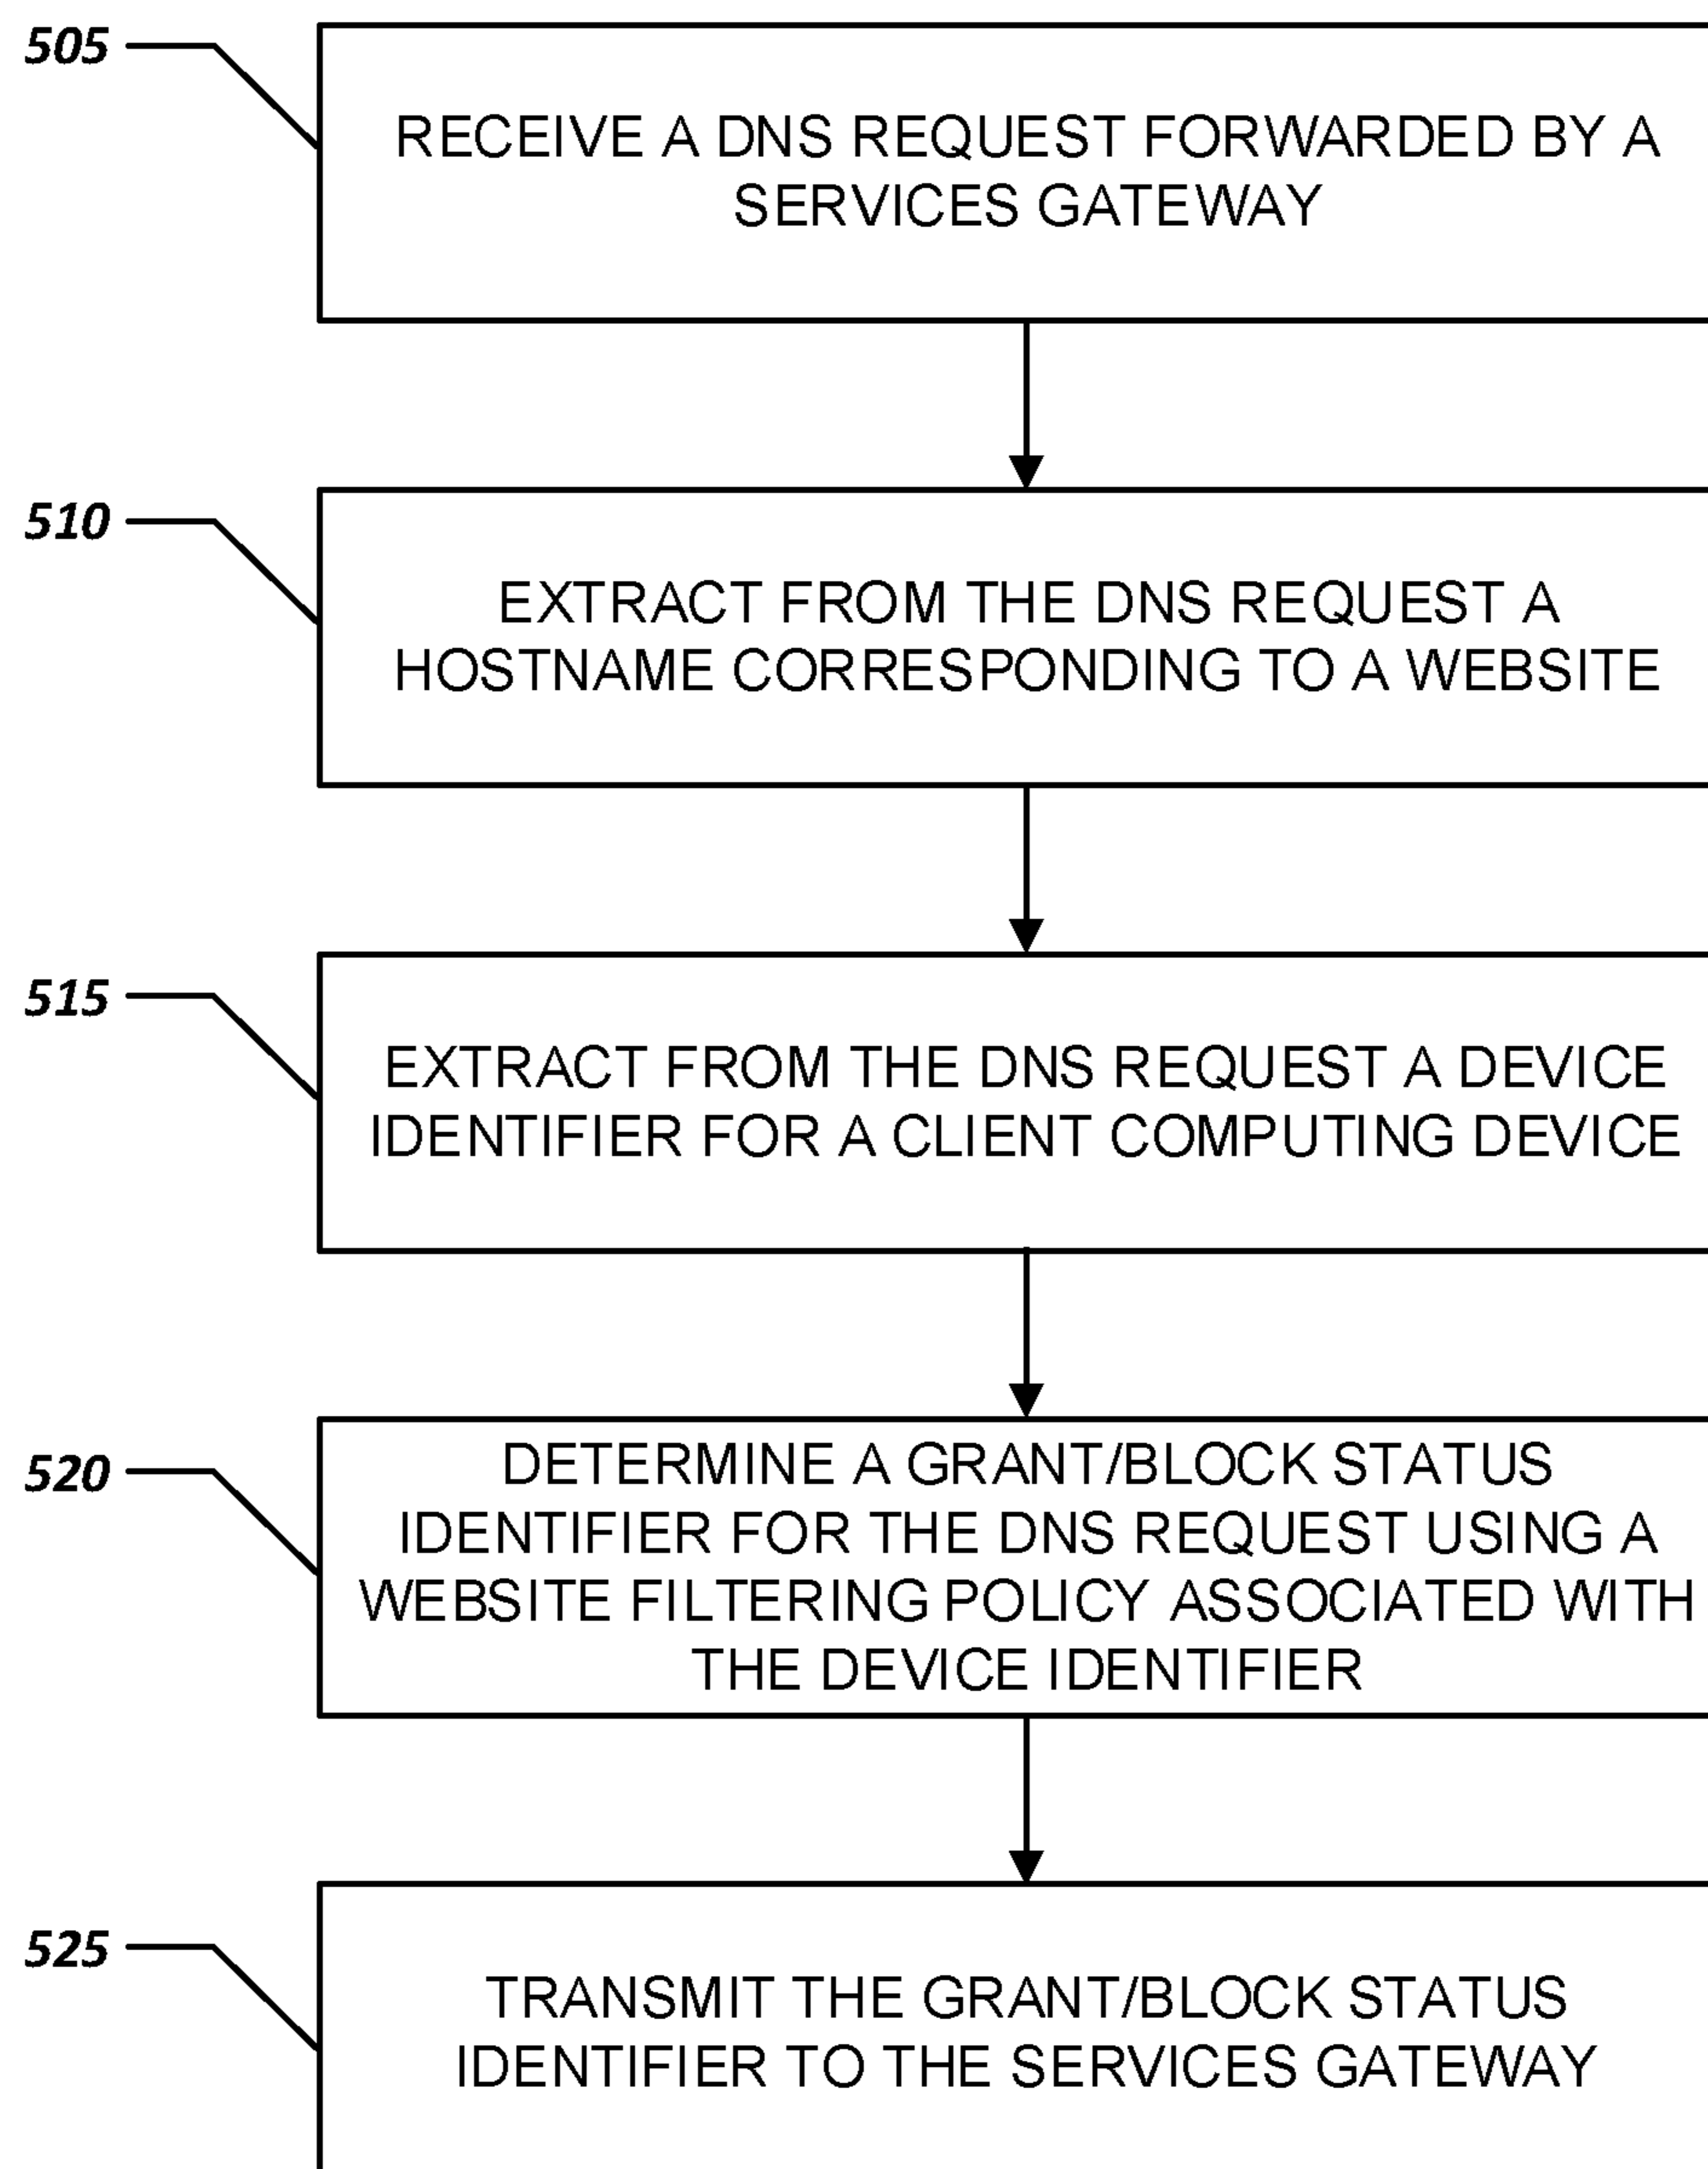 505
RECEIVE A DNS REQUEST FORWARDED BY A
SERVICES GATEWAY
510
EXTRACT FROM THE DNS REQUEST A
HOSTNAME CORRESPONDING TO A WEBSITE
515
EXTRACT FROM THE DNS REQUEST A DEVICE
IDENTIFIER FOR A CLIENT COMPUTING DEVICE
520
DETERMINE A GRANT/BLOCK STATUS
IDENTIFIER FOR THE DNS REQUEST USING A
WEBSITE FILTERING POLICY ASSOCIATED WITH
THE DEVICE IDENTIFIER
525
TRANSMIT THE GRANT/BLOCK STATUS
IDENTIFIER TO THE SERVICES GATEWAY